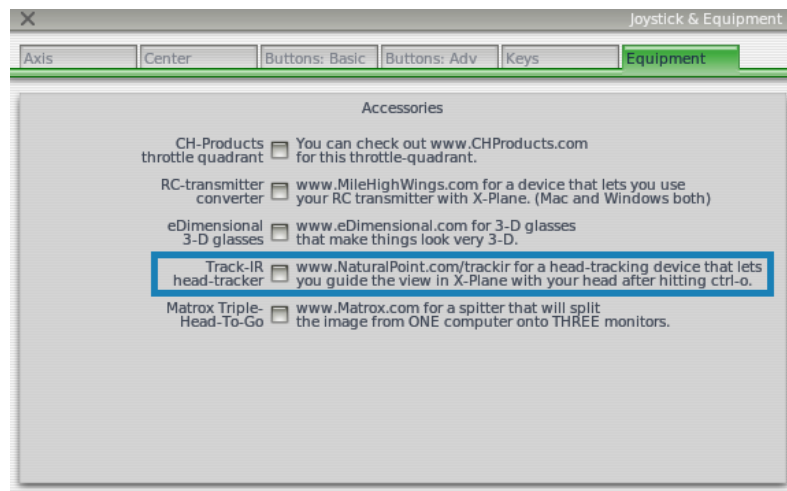 Joystick & Equipment
Axis
Center
Buttons: Basic
Buttons: Adv
Keys
Equipment
Accessories
CH-Products
throttle quadrant
You can check out www.CHProducts.com
for this throttle-quadrant.
RC-transmitter
converter
www.MileHighWings.com for a device that lets you use
your RC transmitter with X-Plane. (Mac and Windows both)
eDimensional
3-D glasses
www.eDimensional.com for 3-D glasses
that make things look very 3-D.
Track-IR
head-tracker
www.NaturalPoint.com/trackir for a head-tracking device that lets
you guide the view in X-Plane with your head after hitting ctrl-o.
Matrox Triple-
Head-To-Go
www.Matrox.com for a spitter that will split
the image from ONE computer onto THREE monitors.